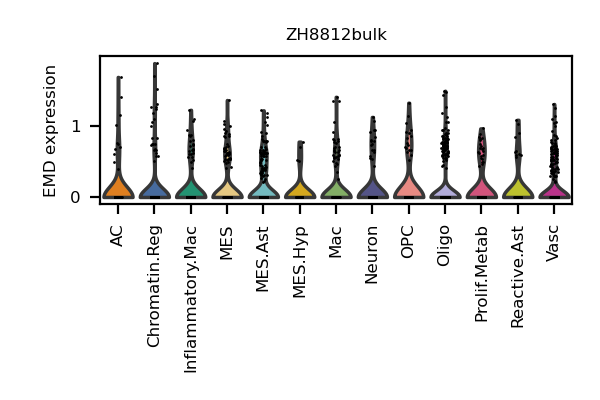 ZH8812bulk
EMD expression
1
0
AC
Chromatin.Reg
Inflammatory.Mac
MES
MES.Ast
MES.Hyp
Mac
Neuron
OPC
Oligo
Prolif.Metab
Reactive.Ast
Vasc